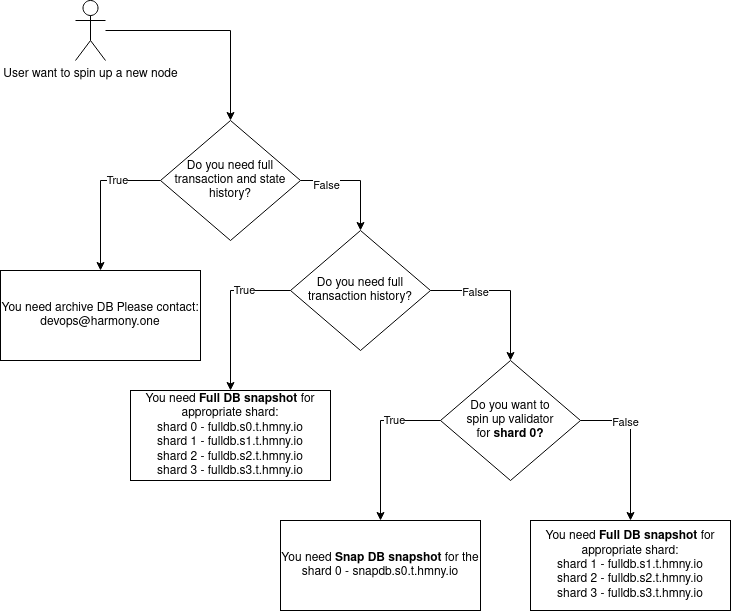 User want to spin up a new node
Do you need full
transaction and state
history?
True
False
You need archive DB Please contact:
devops@harmony.one
Do you need full
transaction history?
True
False
You need Full DB snapshot for
appropriate shard:
shard 0 - fulldb.s0.t.hmny.io
shard 1 - fulldb.s1.t.hmny.io
shard 2 - fulldb.s2.t.hmny.io
shard 3 - fulldb.s3.t.hmny.io
Do you want to
spin up validator
for shard 0?
True
False
You need Snap DB snapshot for the
shard 0 - snapdb.s0.t.hmny.io
You need Full DB snapshot for
appropriate shard:
shard 1 - fulldb.s1.t.hmny.io
shard 2 - fulldb.s2.t.hmny.io
shard 3 - fulldb.s3.t.hmny.io